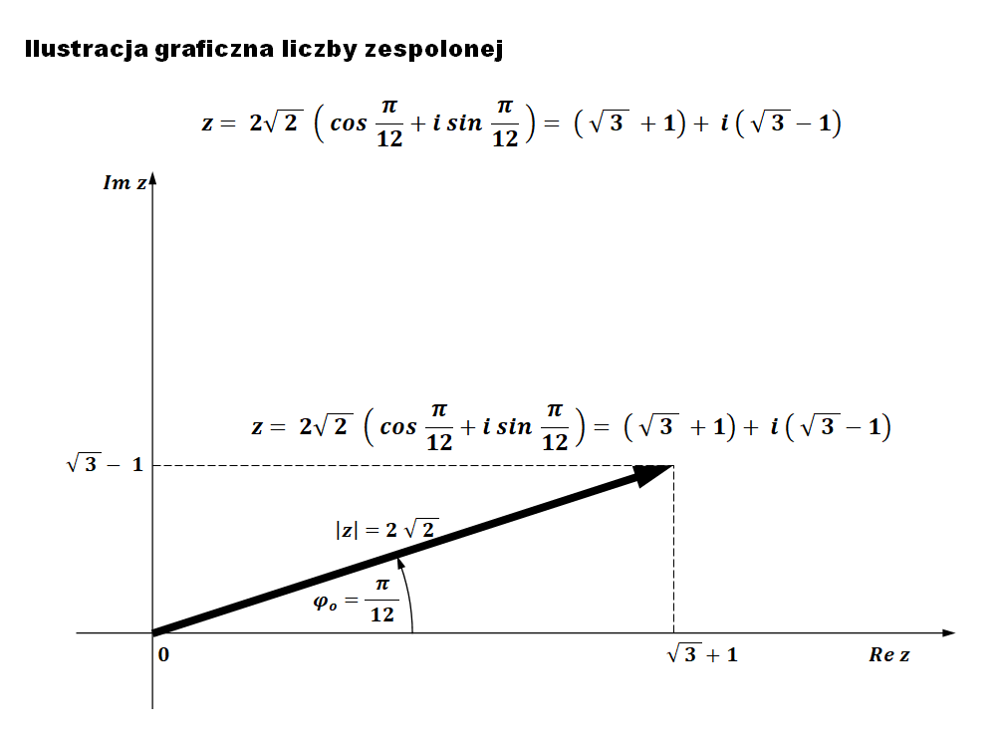 Ilustracja graficzna liczby zespolonej
z = 2√2 (cos π/12 + i sin π/12) = (√3 + 1) + i (√3 − 1)
Im z
z = 2√2 (cos π/12 + i sin π/12) = (√3 + 1) + i (√3 − 1)
√3 − 1
|z| = 2 √2
φₒ = π/12
0
√3 + 1
Re z